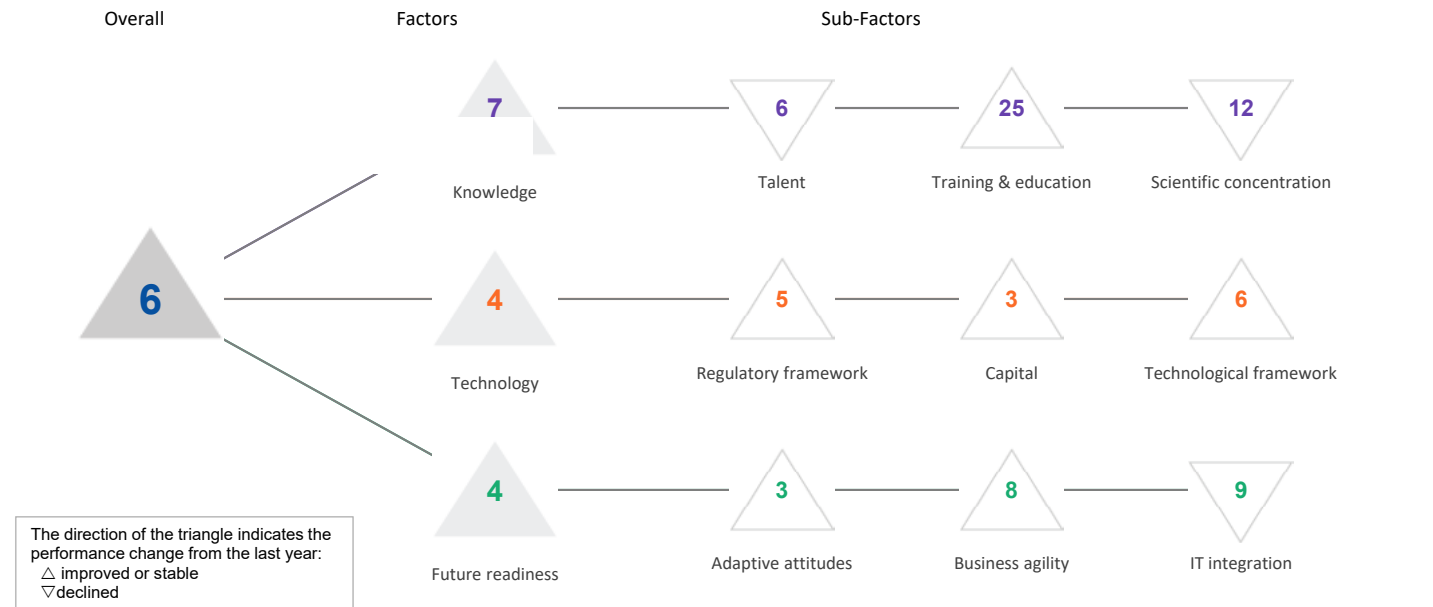 Overall
Factors
Sub-Factors
7
6
25
12
Knowledge
Talent
Training & education
Scientific concentration
6
4
5
3
6
Technology
Regulatory framework
Capital
Technological framework
4
3
8
9
Future readiness
Adaptive attitudes
Business agility
IT integration
The direction of the triangle indicates the
performance change from the last year:
△ improved or stable
▽declined